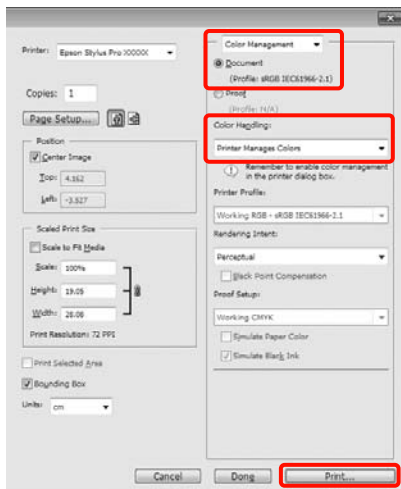 Printer: Epson Stylus Pro XXXXX
Copies: 1
Page Setup...
Position
Center Image
Top: 4.162
Left: -3.527
Scaled Print Size
Scale to Fit Media
Scale: 100%
Height: 19.05
Width: 28.08
Print Resolution: 72 PPI
Print Selected Area
Bounding Box
Units: cm
Color Management
Document
(Profile: sRGB IEC61966-2.1)
Proof
(Profile: N/A)
Color Handling:
Printer Manages Colors
Remember to enable color management
in the printer dialog box.
Printer Profile:
Working RGB - sRGB IEC61966-2.1
Rendering Intent:
Perceptual
Black Point Compensation
Proof Setup:
Working CMYK
Simulate Paper Color
Simulate Black Ink
Cancel
Done
Print...